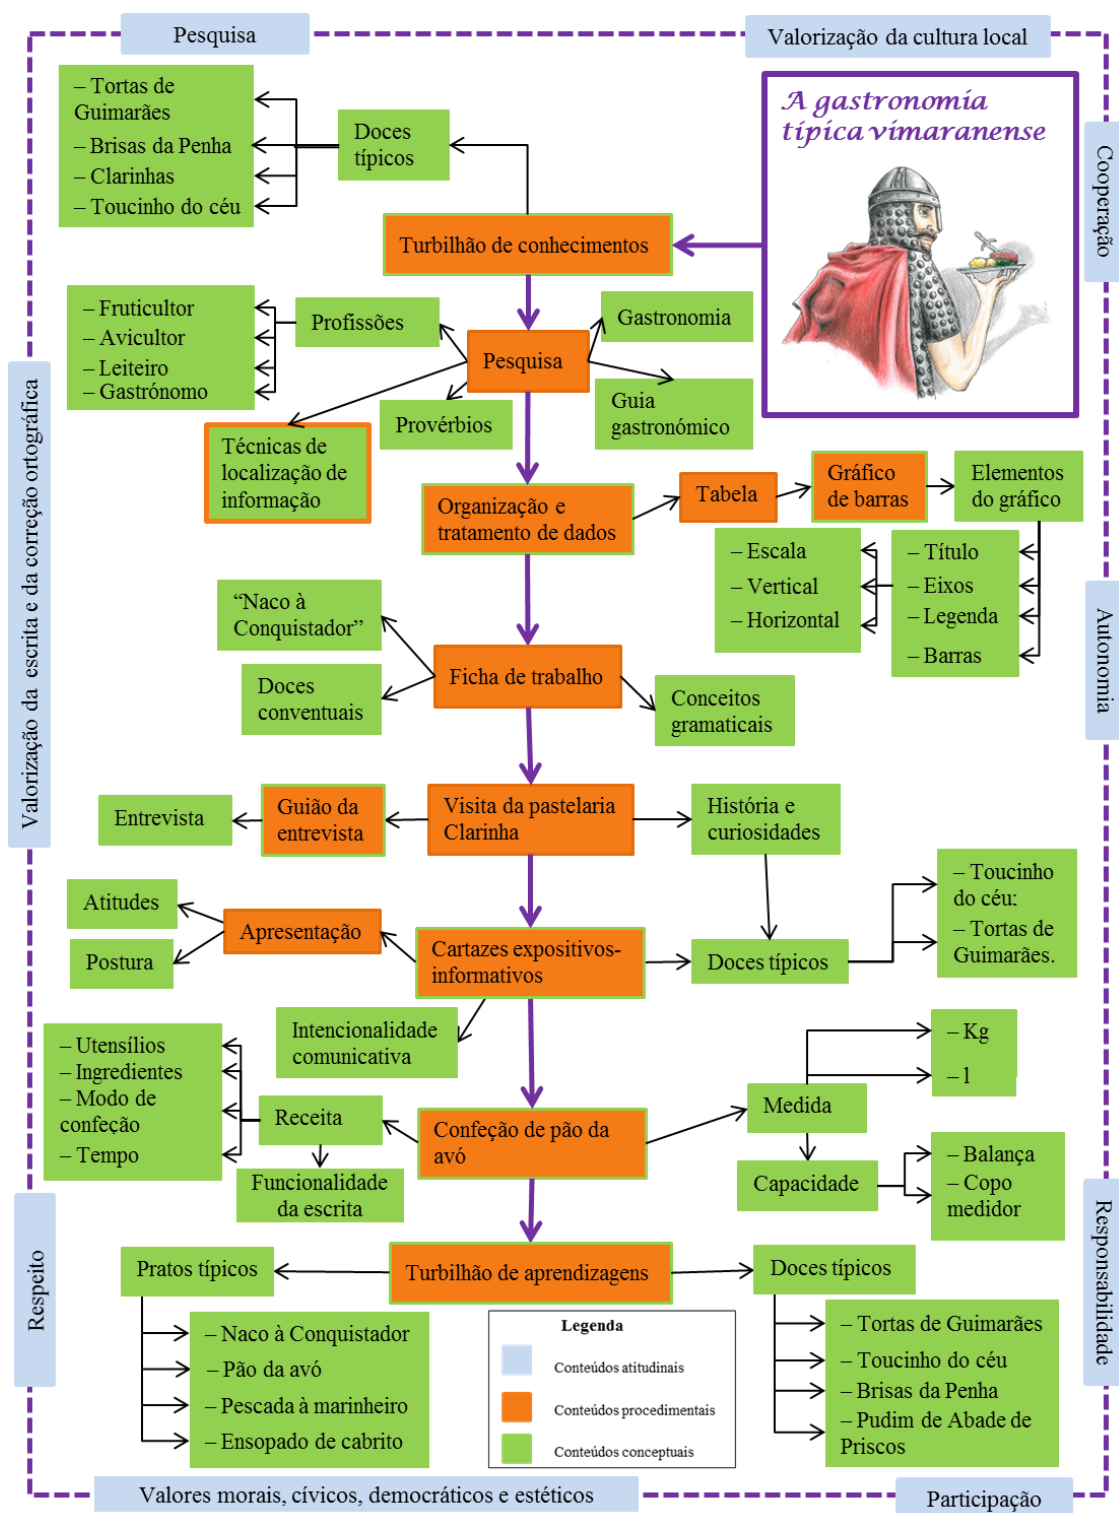 Pesquisa
Valorização da cultura local
– Tortas de
Guimarães
– Brisas da Penha
– Clarinhas
– Toucinho do céu
Doces
típicos
A gastronomia
típica vimaranense
Cooperação
Turbilhão de conhecimentos
– Fruticultor
– Avicultor
– Leiteiro
– Gastrónomo
Profissões
Gastronomia
Pesquisa
Provérbios
Guia
gastronómico
Técnicas de
localização de
informação
Valorização da escrita e da correção ortográfica
Organização e
tratamento de dados
Tabela
Gráfico
de barras
Elementos
do gráfico
– Escala
– Vertical
– Horizontal
– Título
– Eixos
– Legenda
– Barras
Autonomia
“Naco à
Conquistador”
Doces
conventuais
Ficha de trabalho
Conceitos
gramaticais
Entrevista
Guião da
entrevista
Visita da pastelaria
Clarinha
História e
curiosidades
Atitudes
Postura
Apresentação
Cartazes expositivos-
informativos
Doces típicos
– Toucinho
do céu:
– Tortas de
Guimarães.
Intencionalidade
comunicativa
– Utensílios
– Ingredientes
– Modo de
confeção
– Tempo
Receita
Funcionalidade
da escrita
Confeção de pão da
avó
Medida
– Kg
– l
Capacidade
– Balança
– Copo
medidor
Respeito
Responsabilidade
Pratos típicos
Turbilhão de aprendizagens
Doces típicos
– Naco à Conquistador
– Pão da avó
– Pescada à marinheiro
– Ensopado de cabrito
Legenda
Conteúdos atitudinais
Conteúdos procedimentais
Conteúdos conceptuais
– Tortas de Guimarães
– Toucinho do céu
– Brisas da Penha
– Pudim de Abade de
Priscos
Valores morais, cívicos, democráticos e estéticos
Participação